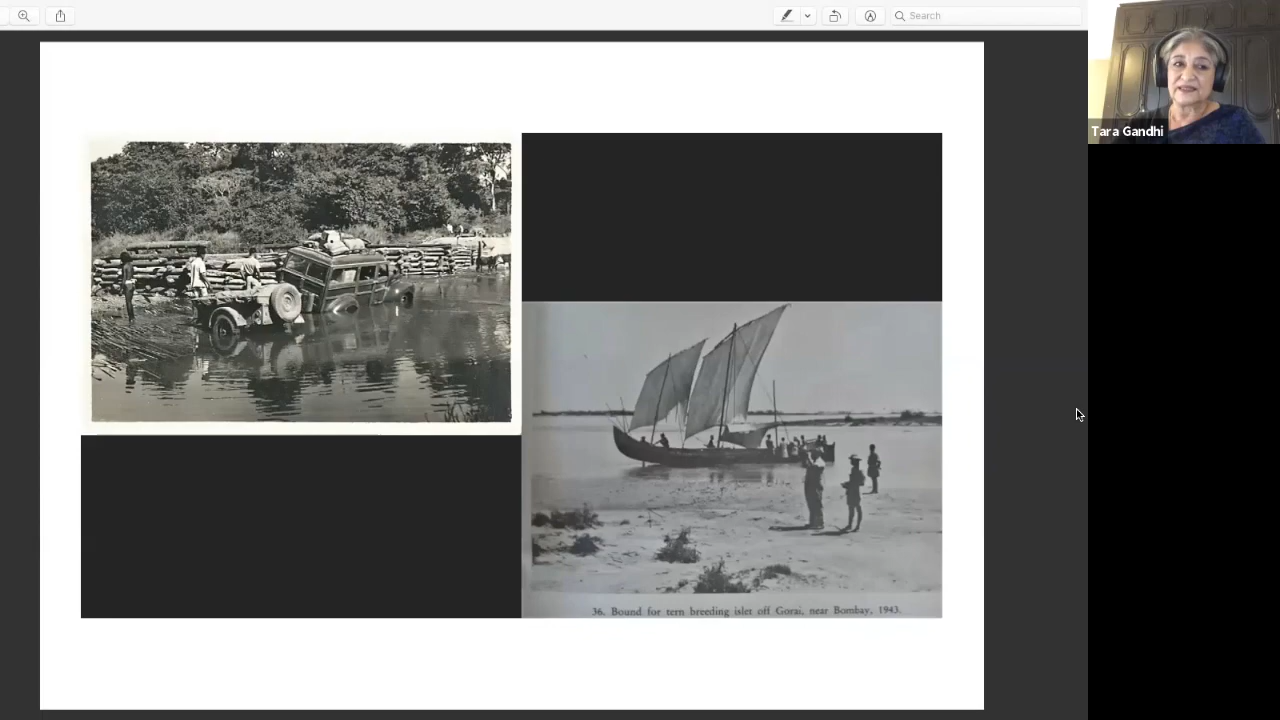 Search
Tara Gandhi
36. Bound for tern breeding islet off Gorai, near Bombay, 1943.